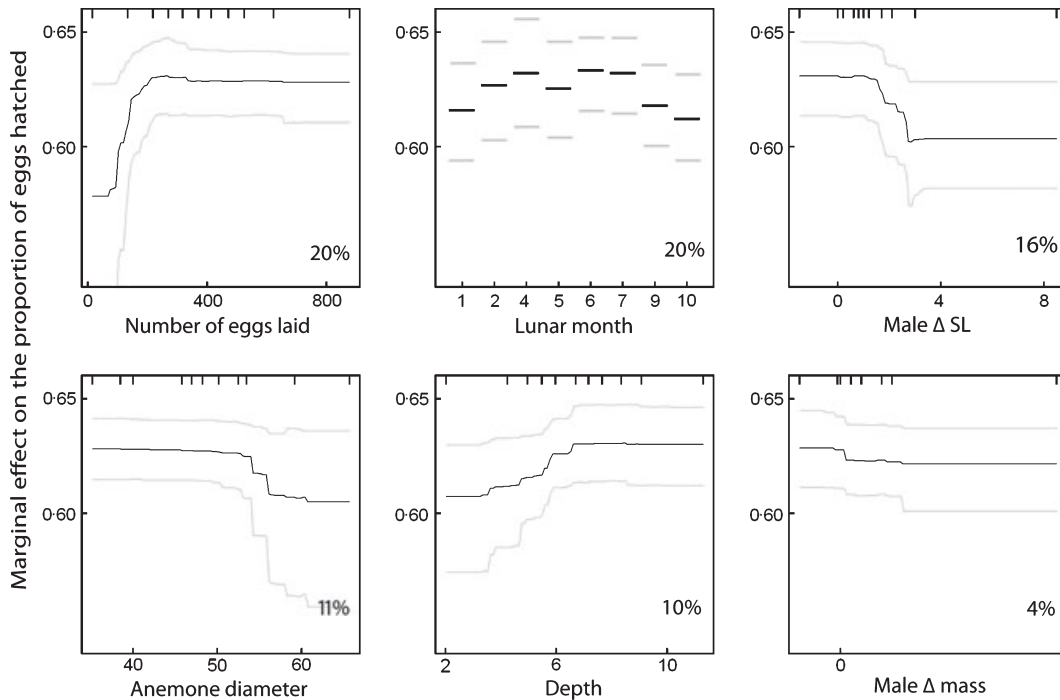 Marginal effect on the proportion of eggs hatched
0·65
0·60
20%
0 400 800
Number of eggs laid
0·65
0·60
20%
1 2 4 5 6 7 9 10
Lunar month
0·65
0·60
16%
0 4 8
Male Δ SL
0·65
0·60
11%
40 50 60
Anemone diameter
0·65
0·60
10%
2 6 10
Depth
0·65
0·60
4%
0
Male Δ mass